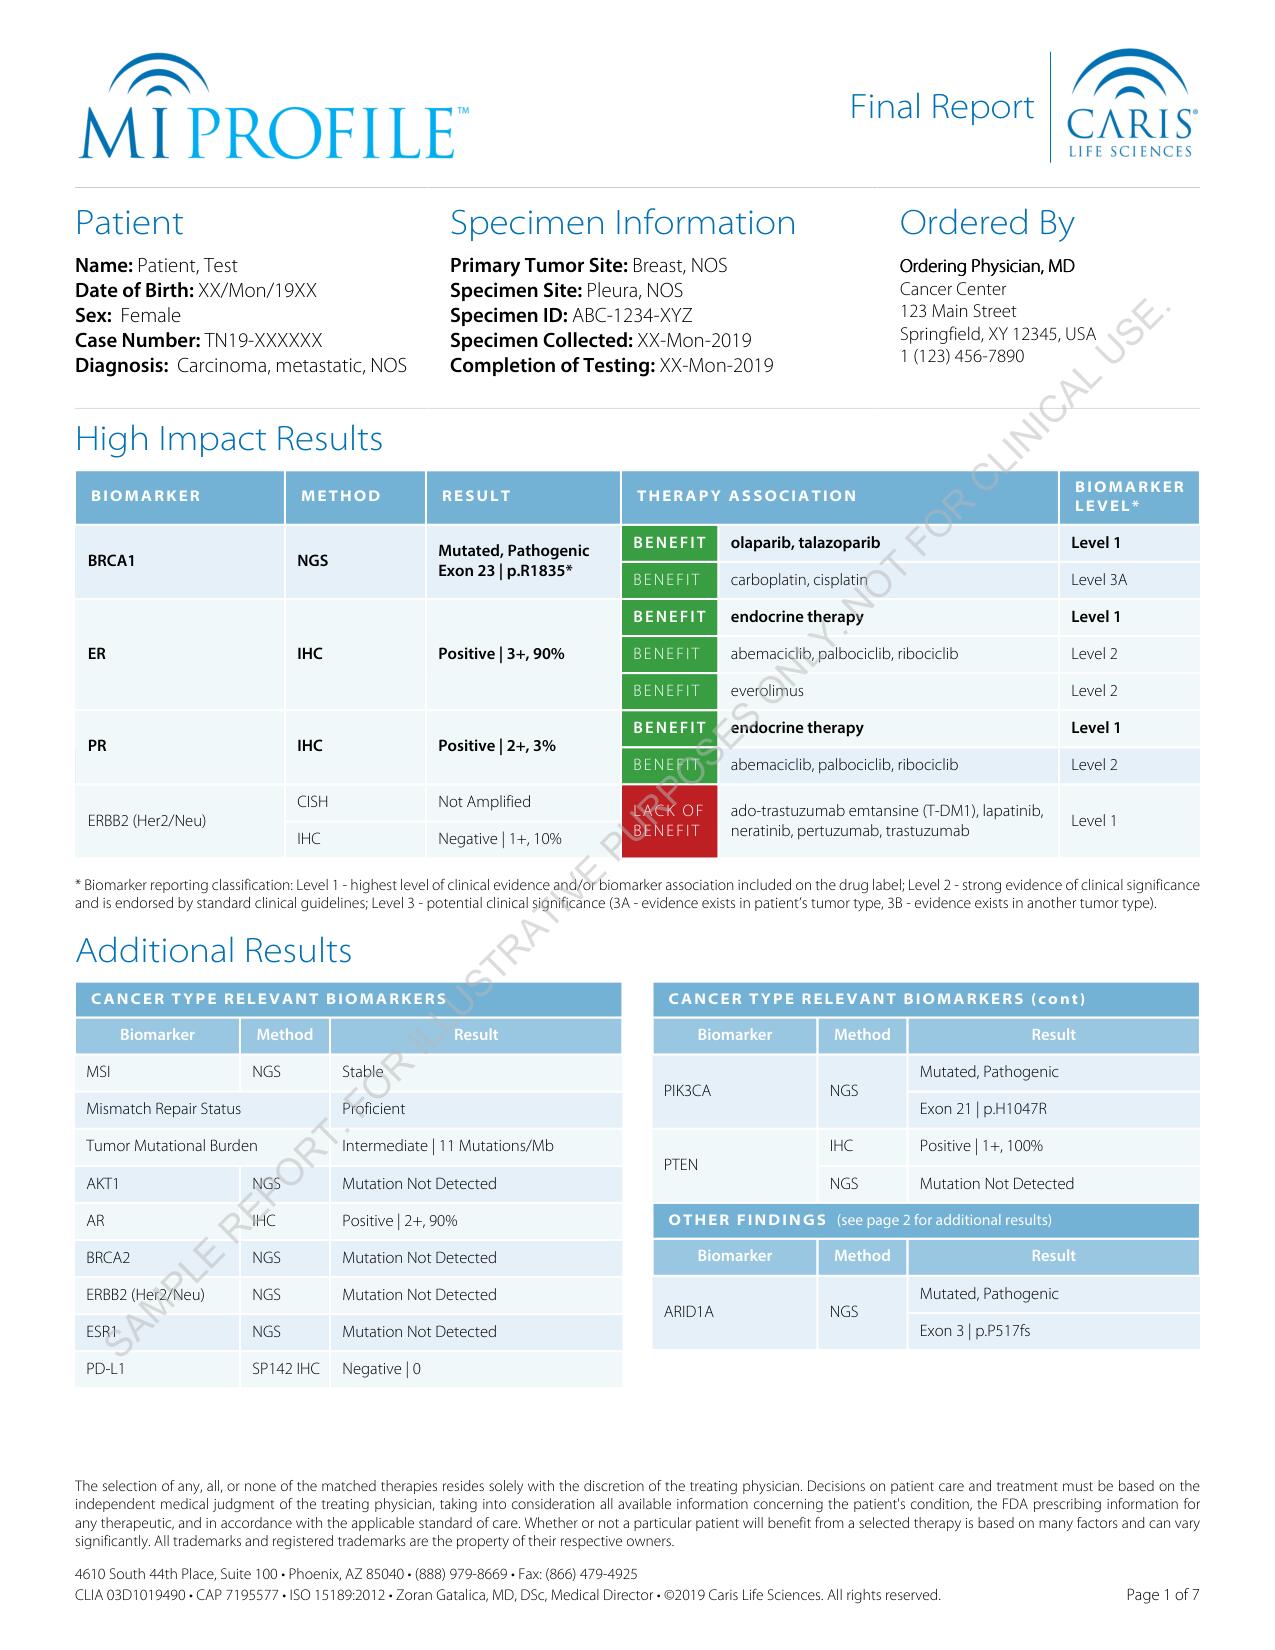 MI PROFILE™
Final Report
CARIS®
LIFE SCIENCES
Patient
Name: Patient, Test
Date of Birth: XX/Mon/19XX
Sex: Female
Case Number: TN19-XXXXXX
Diagnosis: Carcinoma, metastatic, NOS
Specimen Information
Primary Tumor Site: Breast, NOS
Specimen Site: Pleura, NOS
Specimen ID: ABC-1234-XYZ
Specimen Collected: XX-Mon-2019
Completion of Testing: XX-Mon-2019
Ordered By
Ordering Physician, MD
Cancer Center
123 Main Street
Springfield, XY 12345, USA
1 (123) 456-7890
High Impact Results
BIOMARKER METHOD RESULT THERAPY ASSOCIATION BIOMARKER LEVEL*
BRCA1 NGS Mutated, Pathogenic
Exon 23 | p.R1835*
BENEFIT olaparib, talazoparib Level 1
BENEFIT carboplatin, cisplatin Level 3A
ER IHC Positive | 3+, 90%
BENEFIT endocrine therapy Level 1
BENEFIT abemaciclib, palbociclib, ribociclib Level 2
BENEFIT everolimus Level 2
PR IHC Positive | 2+, 3%
BENEFIT endocrine therapy Level 1
BENEFIT abemaciclib, palbociclib, ribociclib Level 2
ERBB2 (Her2/Neu)
CISH Not Amplified
IHC Negative | 1+, 10%
LACK OF
BENEFIT
ado-trastuzumab emtansine (T-DM1), lapatinib,
neratinib, pertuzumab, trastuzumab
Level 1
* Biomarker reporting classification: Level 1 - highest level of clinical evidence and/or biomarker association included on the drug label; Level 2 - strong evidence of clinical significance
and is endorsed by standard clinical guidelines; Level 3 - potential clinical significance (3A - evidence exists in patient's tumor type, 3B - evidence exists in another tumor type).
Additional Results
CANCER TYPE RELEVANT BIOMARKERS
Biomarker Method Result
MSI NGS Stable
Mismatch Repair Status Proficient
Tumor Mutational Burden Intermediate | 11 Mutations/Mb
AKT1 NGS Mutation Not Detected
AR IHC Positive | 2+, 90%
BRCA2 NGS Mutation Not Detected
ERBB2 (Her2/Neu) NGS Mutation Not Detected
ESR1 NGS Mutation Not Detected
PD-L1 SP142 IHC Negative | 0
CANCER TYPE RELEVANT BIOMARKERS (cont)
Biomarker Method Result
PIK3CA NGS Mutated, Pathogenic
Exon 21 | p.H1047R
PTEN
IHC Positive | 1+, 100%
NGS Mutation Not Detected
OTHER FINDINGS (see page 2 for additional results)
Biomarker Method Result
ARID1A NGS Mutated, Pathogenic
Exon 3 | p.P517fs
SAMPLE REPORT. FOR ILLUSTRATIVE PURPOSES ONLY. NOT FOR CLINICAL USE.
The selection of any, all, or none of the matched therapies resides solely with the discretion of the treating physician. Decisions on patient care and treatment must be based on the
independent medical judgment of the treating physician, taking into consideration all available information concerning the patient's condition, the FDA prescribing information for
any therapeutic, and in accordance with the applicable standard of care. Whether or not a particular patient will benefit from a selected therapy is based on many factors and can vary
significantly. All trademarks and registered trademarks are the property of their respective owners.
4610 South 44th Place, Suite 100 • Phoenix, AZ 85040 • (888) 979-8669 • Fax: (866) 479-4925
CLIA 03D1019490 • CAP 7195577 • ISO 15189:2012 • Zoran Gatalica, MD, DSc, Medical Director • ©2019 Caris Life Sciences. All rights reserved.
Page 1 of 7